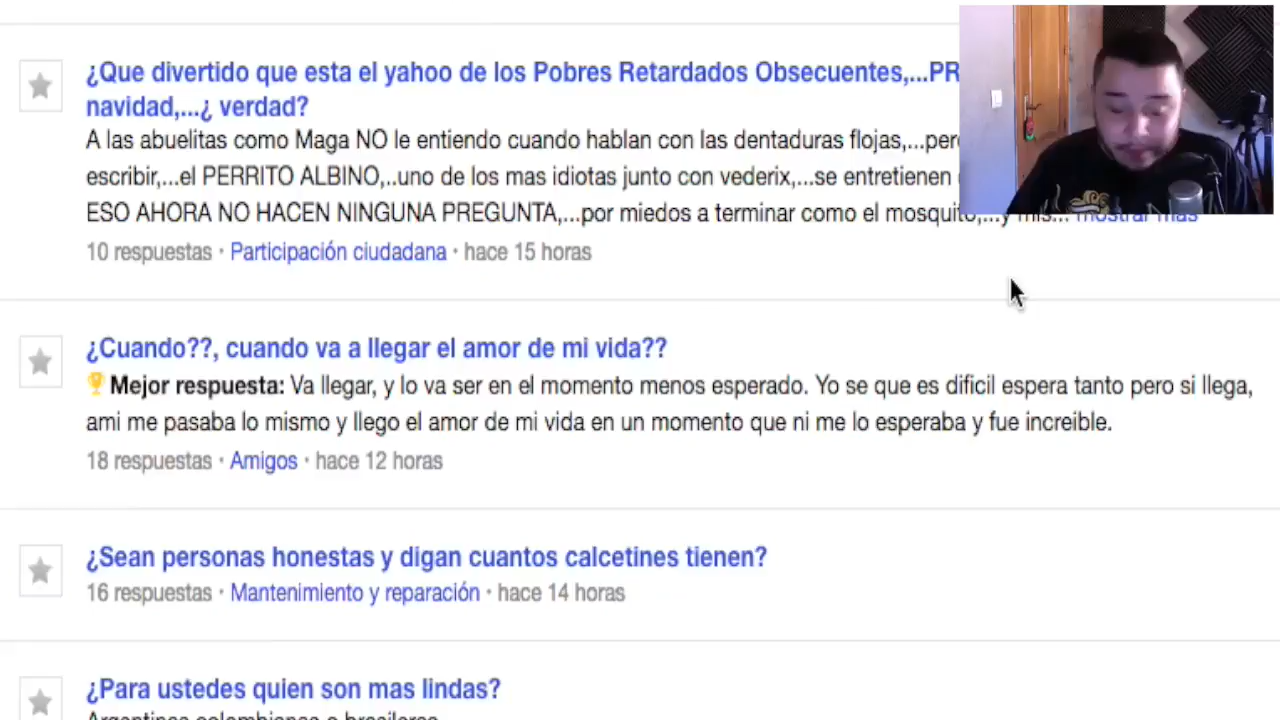 ¿Que divertido que esta el yahoo de los Pobres Retardados Obsecuentes,...PR
navidad,...¿ verdad?
A las abuelitas como Maga NO le entiendo cuando hablan con las dentaduras flojas,...pero
escribir,...el PERRITO ALBINO,..uno de los mas idiotas junto con vederix,...se entretienen
ESO AHORA NO HACEN NINGUNA PREGUNTA,...por miedos a terminar como el mosquito,...y mis... mostrar más
10 respuestas · Participación ciudadana · hace 15 horas
¿Cuando??, cuando va a llegar el amor de mi vida??
Mejor respuesta: Va llegar, y lo va ser en el momento menos esperado. Yo se que es dificil espera tanto pero si llega,
ami me pasaba lo mismo y llego el amor de mi vida en un momento que ni me lo esperaba y fue increible.
18 respuestas · Amigos · hace 12 horas
¿Sean personas honestas y digan cuantos calcetines tienen?
16 respuestas · Mantenimiento y reparación · hace 14 horas
¿Para ustedes quien son mas lindas?
Argentinas colombianas o brasileras